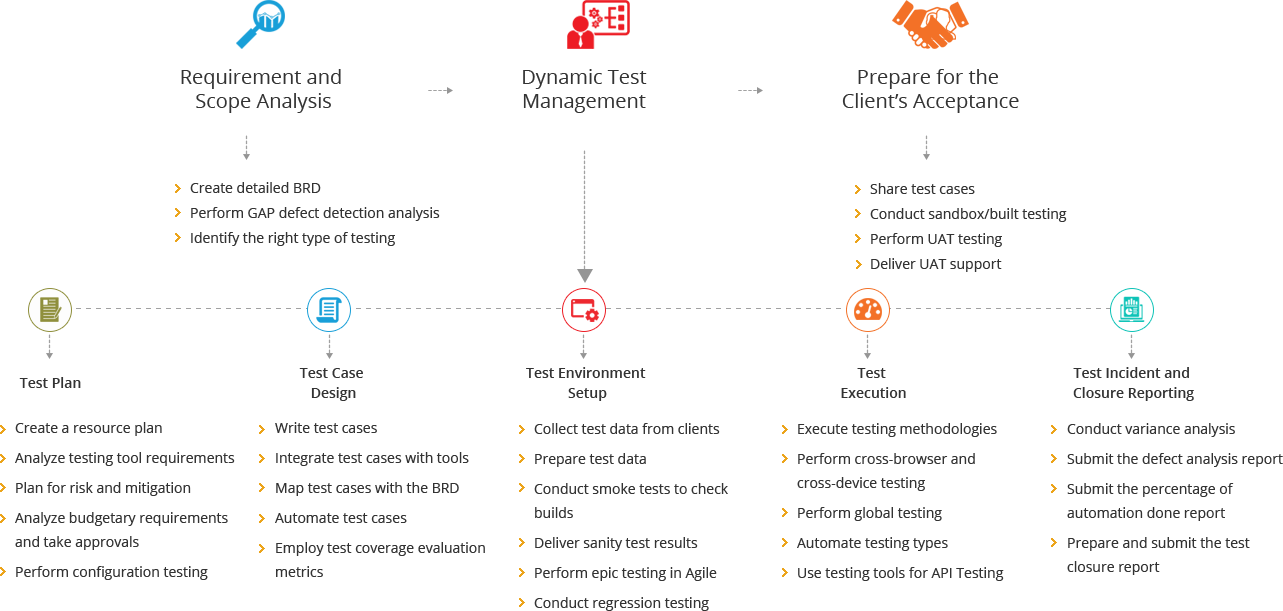 Requirement and
Scope Analysis
Dynamic Test
Management
Prepare for the
Client’s Acceptance
Create detailed BRD
Perform GAP defect detection analysis
Identify the right type of testing
Share test cases
Conduct sandbox/built testing
Perform UAT testing
Deliver UAT support
Test Plan
Create a resource plan
Analyze testing tool requirements
Plan for risk and mitigation
Analyze budgetary requirements
and take approvals
Perform configuration testing
Test Case
Design
Write test cases
Integrate test cases with tools
Map test cases with the BRD
Automate test cases
Employ test coverage evaluation
metrics
Test Environment
Setup
Collect test data from clients
Prepare test data
Conduct smoke tests to check
builds
Deliver sanity test results
Perform epic testing in Agile
Conduct regression testing
Test
Execution
Execute testing methodologies
Perform cross-browser and
cross-device testing
Perform global testing
Automate testing types
Use testing tools for API Testing
Test Incident and
Closure Reporting
Conduct variance analysis
Submit the defect analysis report
Submit the percentage of
automation done report
Prepare and submit the test
closure report